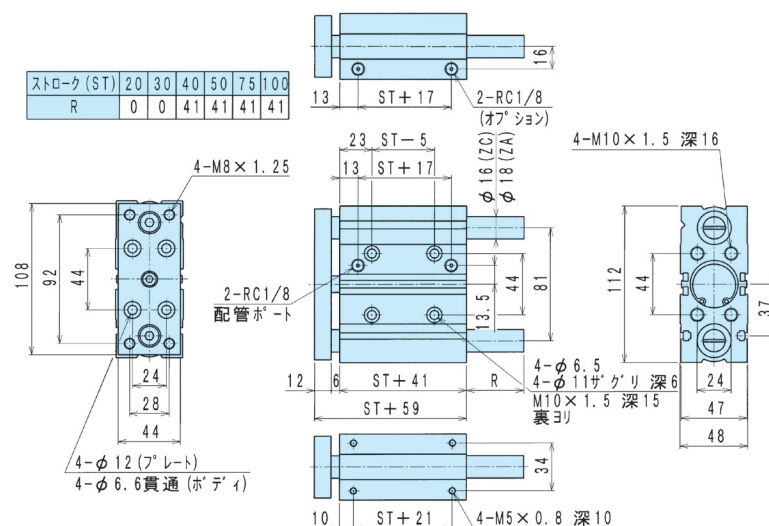 16
ストローク(ST) 20 30 40 50 75 100
R 0 0 41 41 41 41
13 ST+17 2-RC1/8
(オプション)
4-M8×1.25
23 ST-5
13 ST+17
φ16(ZC)
φ18(ZA)
4-M10×1.5 深16
108
92
44
24
28
44
4-φ12(プレート)
4-φ6.6貫通(ボディ)
2-RC1/8
配管ポート
13.5
44
81
12 6 ST+41 R
ST+59
4-φ6.5
4-φ11ザグリ 深6
M10×1.5 深15
裏ヨリ
112
44
37
24
47
48
34
10 ST+21 4-M5×0.8 深10